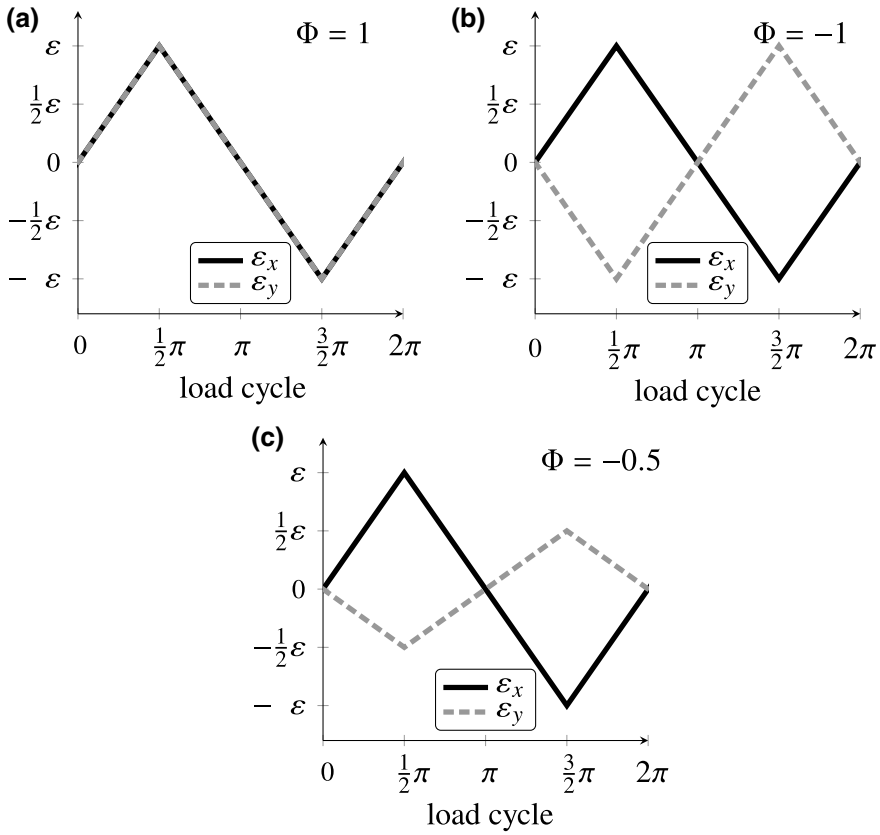 (a)
Φ = 1
ε
½ε
0
−½ε
− ε
εx
εy
0 ½π π 3/2π 2π
load cycle
(b)
Φ = −1
ε
½ε
0
−½ε
− ε
εx
εy
0 ½π π 3/2π 2π
load cycle
(c)
Φ = −0.5
ε
½ε
0
−½ε
− ε
εx
εy
0 ½π π 3/2π 2π
load cycle